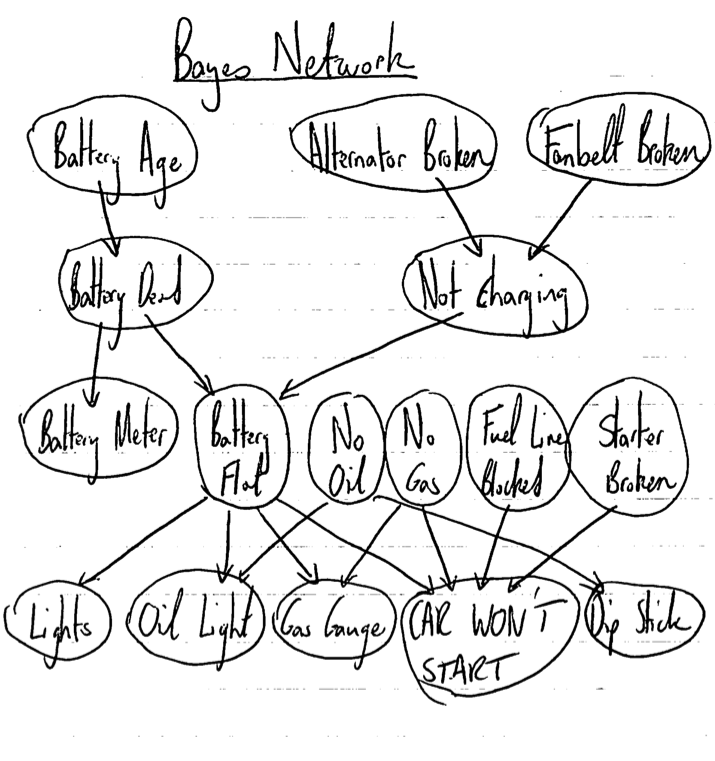 Bayes Network
Battery Age
Alternator Broken
Fanbelt Broken
Battery Dead
Not Charging
Battery Meter
Battery
Flat
No
Oil
No
Gas
Fuel Line
Blocked
Starter
Broken
Lights
Oil Light
Gas Gauge
CAR WON'T
START
Dip Stick